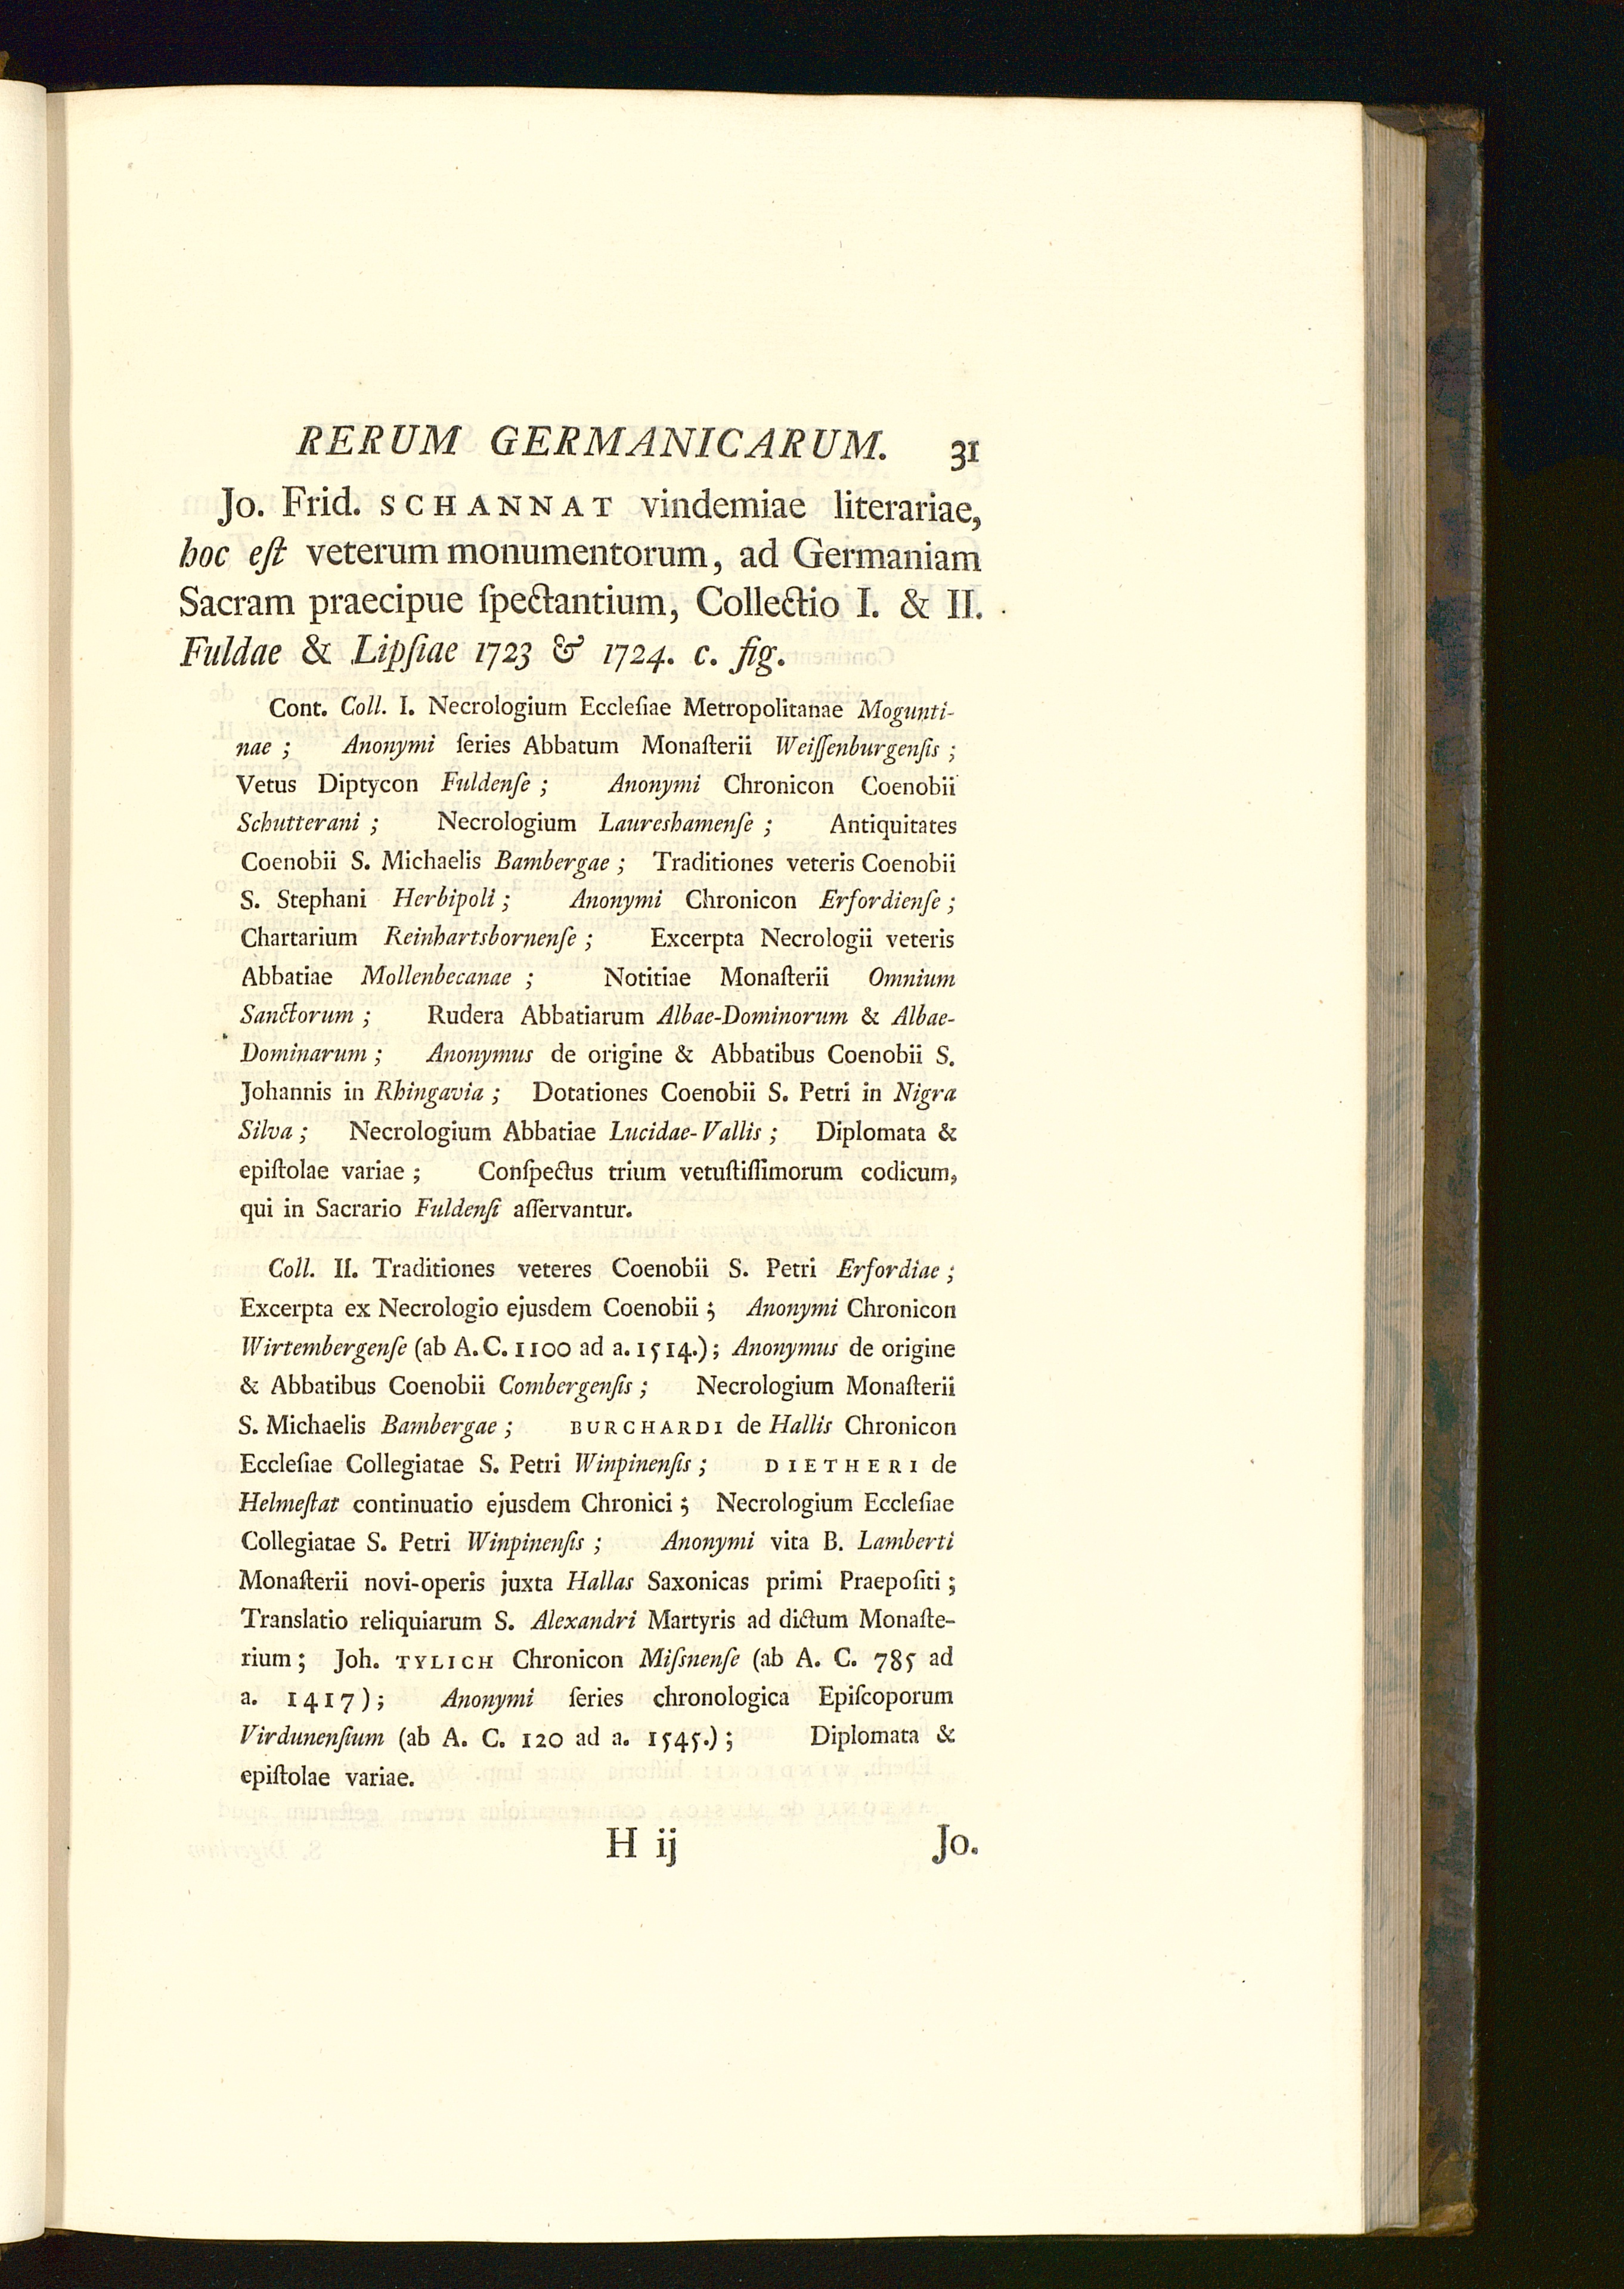 RERUM GERMANICARUM. 31
Jo. Frid. SCHANNAT vindemiae literariae,
hoc eſt veterum monumentorum, ad Germaniam
Sacram praecipue ſpectantium, Collectio I. & II.
Fuldae & Lipſiae 1723 & 1724. c. fig.
Cont. Coll. I. Necrologium Eccleſiae Metropolitanae Mogunti-
nae ; Anonymi ſeries Abbatum Monaſterii Weiſſenburgenſis ;
Vetus Diptycon Fuldenſe ; Anonymi Chronicon Coenobii
Schutterani ; Necrologium Laureshamenſe ; Antiquitates
Coenobii S. Michaelis Bambergae ; Traditiones veteris Coenobii
S. Stephani Herbipoli ; Anonymi Chronicon Erfordienſe ;
Chartarium Reinhartsbornenſe ; Excerpta Necrologii veteris
Abbatiae Mollenbecanae ; Notitiae Monaſterii Omnium
Sanctorum ; Rudera Abbatiarum Albae-Dominorum & Albae-
Dominarum ; Anonymus de origine & Abbatibus Coenobii S.
Johannis in Rhingavia ; Dotationes Coenobii S. Petri in Nigra
Silva ; Necrologium Abbatiae Lucidae-Vallis ; Diplomata &
epiſtolae variae ; Conſpectus trium vetuſtiſſimorum codicum,
qui in Sacrario Fuldenſi aſſervantur.
Coll. II. Traditiones veteres Coenobii S. Petri Erfordiae ;
Excerpta ex Necrologio ejusdem Coenobii ; Anonymi Chronicon
Wirtembergenſe (ab A. C. 1100 ad a. 1514.) ; Anonymus de origine
& Abbatibus Coenobii Combergenſis ; Necrologium Monaſterii
S. Michaelis Bambergae ; BURCHARDI de Hallis Chronicon
Eccleſiae Collegiatae S. Petri Winpinenſis ; DIETHERI de
Helmeſtat continuatio ejusdem Chronici ; Necrologium Eccleſiae
Collegiatae S. Petri Winpinenſis ; Anonymi vita B. Lamberti
Monaſterii novi-operis juxta Hallas Saxonicas primi Praepoſiti ;
Translatio reliquiarum S. Alexandri Martyris ad dictum Monaſte-
rium ; Joh. TYLICH Chronicon Miſnenſe (ab A. C. 785 ad
a. 1417) ; Anonymi ſeries chronologica Epiſcoporum
Virdunenſium (ab A. C. 120 ad a. 1545.) ; Diplomata &
epiſtolae variae.
H ij Jo.